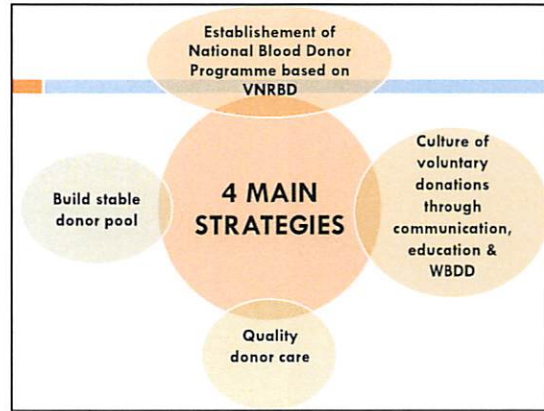 Establishement of
National Blood Donor
Programme based on
VNRBD
Culture of
voluntary
donations
through
communication,
education &
WBDD
Build stable
donor pool
4 MAIN
STRATEGIES
Quality
donor care